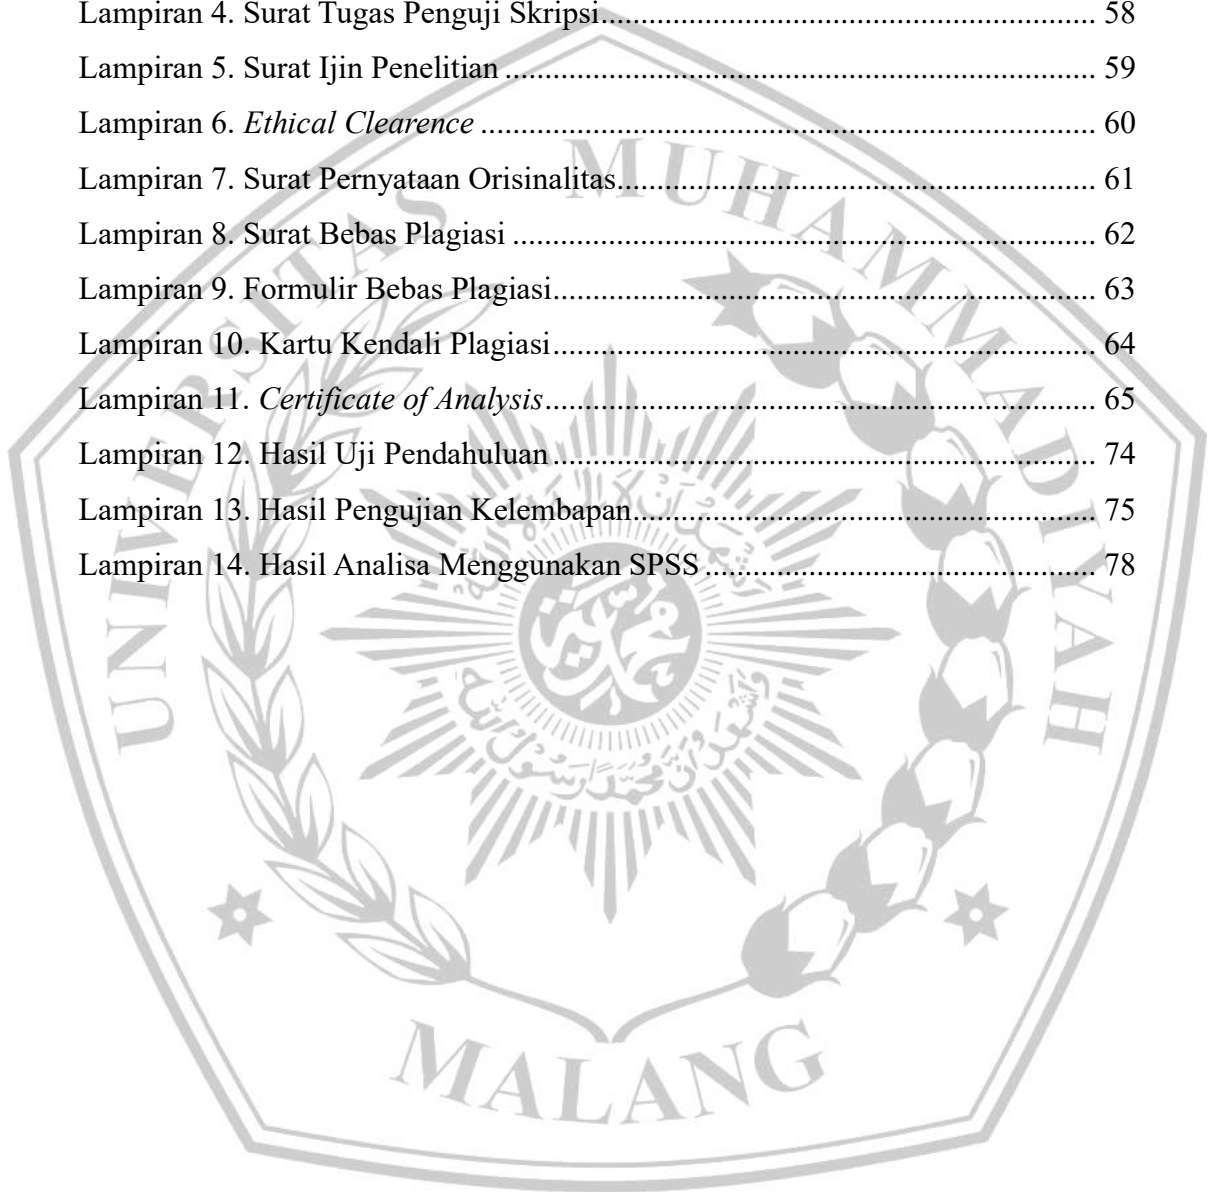 Lampiran 4. Surat Tugas Penguji Skripsi............................................................. 58
Lampiran 5. Surat Ijin Penelitian ......................................................................... 59
Lampiran 6. Ethical Clearence ............................................................................ 60
Lampiran 7. Surat Pernyataan Orisinalitas........................................................... 61
Lampiran 8. Surat Bebas Plagiasi ........................................................................ 62
Lampiran 9. Formulir Bebas Plagiasi................................................................... 63
Lampiran 10. Kartu Kendali Plagiasi................................................................... 64
Lampiran 11. Certificate of Analysis.................................................................... 65
Lampiran 12. Hasil Uji Pendahuluan ................................................................... 74
Lampiran 13. Hasil Pengujian Kelembapan......................................................... 75
Lampiran 14. Hasil Analisa Menggunakan SPSS ................................................ 78
UNIVERSITAS MUHAMMADIYAH
MALANG